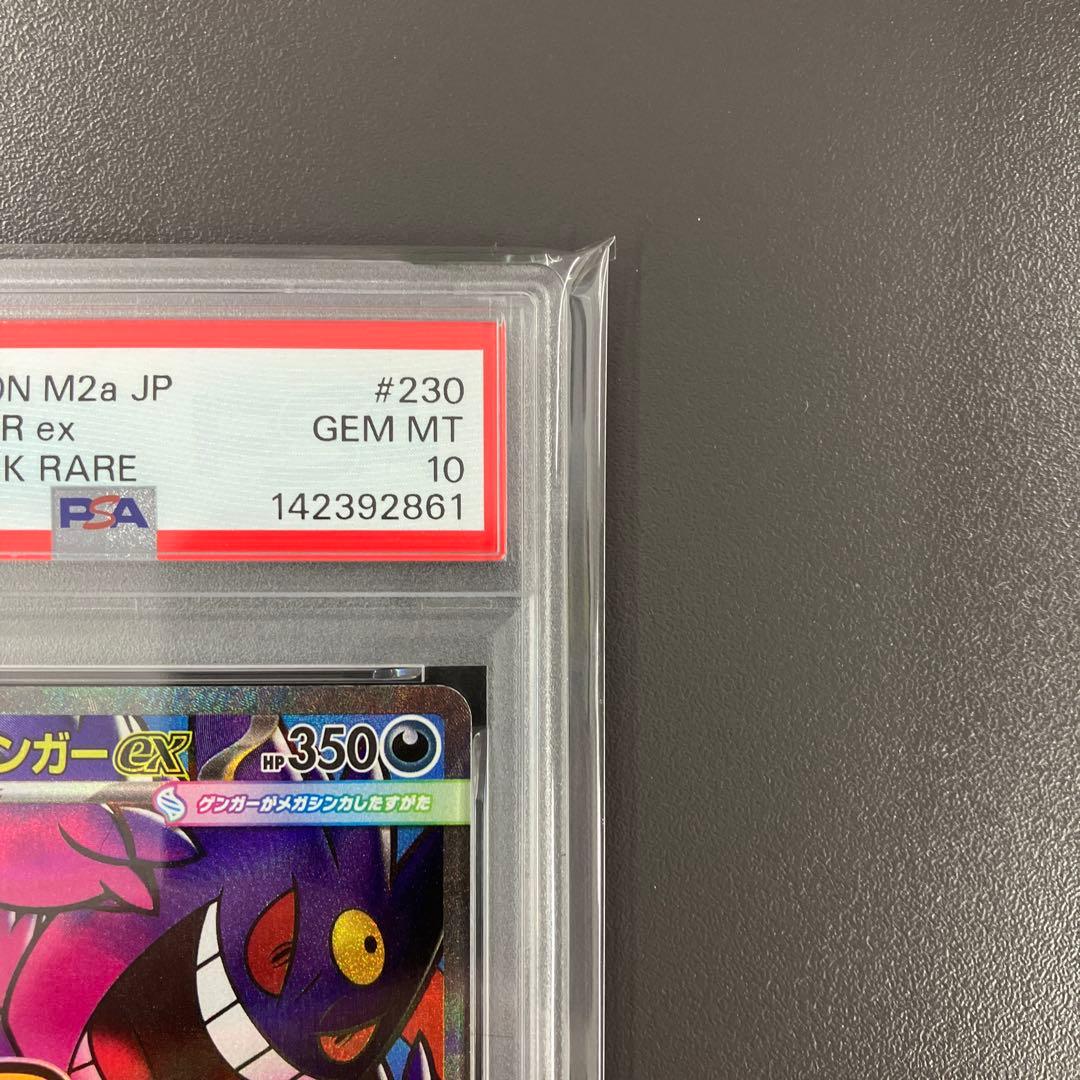 ON M2a JP #230
R ex GEM MT
K RARE 10
PSA 142392861
ンガーex HP350
ゲンガーがメガシンカしたすがた